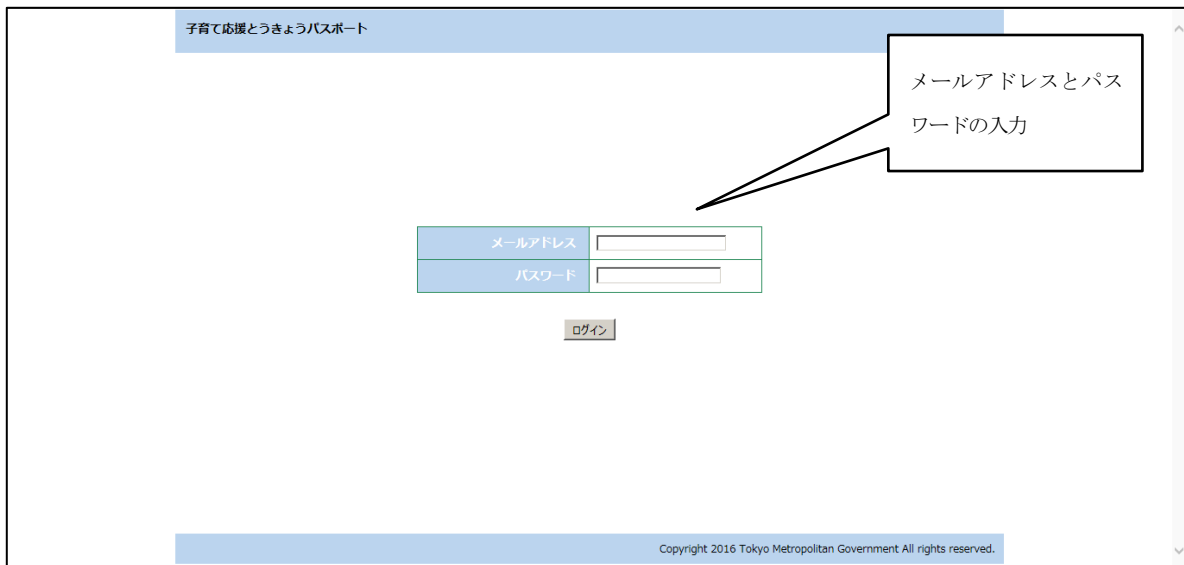 子育て応援とうきょうパスポート
メールアドレスとパス
ワードの入力
メールアドレス
パスワード
ログイン
Copyright 2016 Tokyo Metropolitan Government All rights reserved.